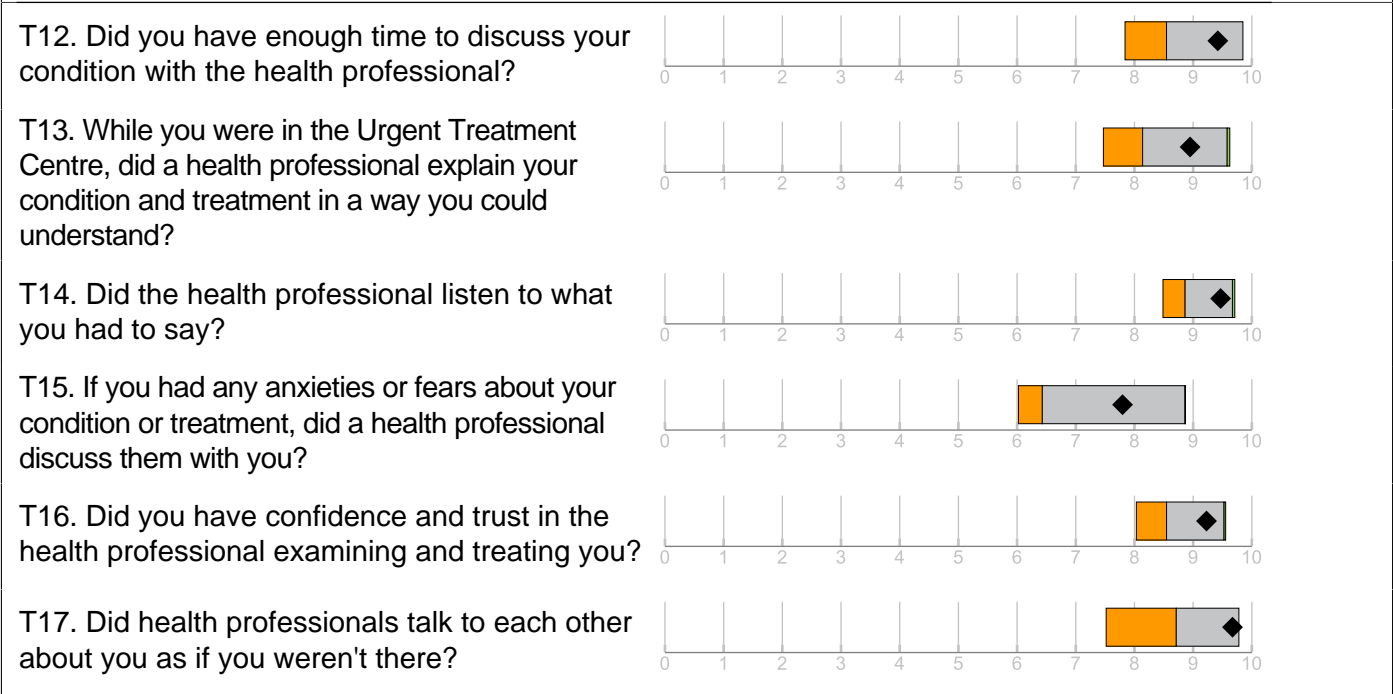 T12. Did you have enough time to discuss your
condition with the health professional?
0 1 2 3 4 5 6 7 8 9 10
T13. While you were in the Urgent Treatment
Centre, did a health professional explain your
condition and treatment in a way you could
understand?
0 1 2 3 4 5 6 7 8 9 10
T14. Did the health professional listen to what
you had to say?
0 1 2 3 4 5 6 7 8 9 10
T15. If you had any anxieties or fears about your
condition or treatment, did a health professional
discuss them with you?
0 1 2 3 4 5 6 7 8 9 10
T16. Did you have confidence and trust in the
health professional examining and treating you?
0 1 2 3 4 5 6 7 8 9 10
T17. Did health professionals talk to each other
about you as if you weren't there?
0 1 2 3 4 5 6 7 8 9 10